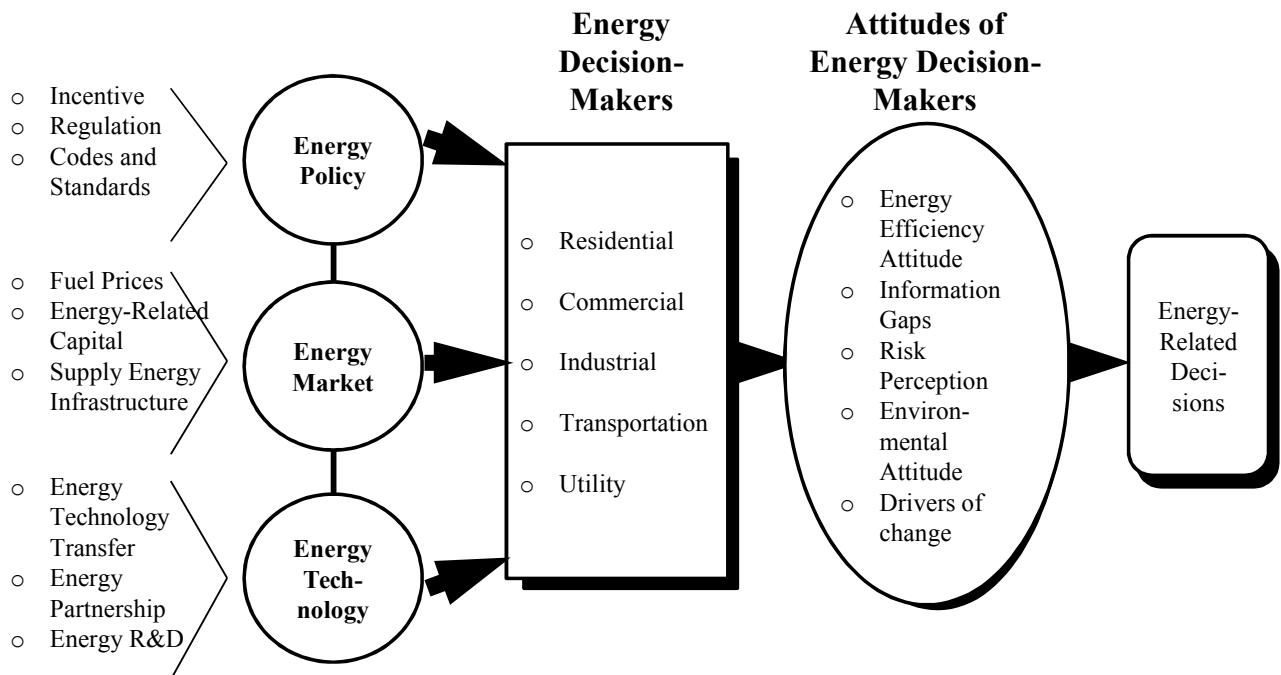 Energy
Decision-
Makers
Attitudes of
Energy Decision-
Makers
o Incentive
o Regulation
o Codes and
Standards
Energy
Policy
o Fuel Prices
o Energy-Related
Capital
o Supply Energy
Infrastructure
Energy
Market
o Energy
Technology
Transfer
o Energy
Partnership
o Energy R&D
Energy
Tech-
nology
o Residential
o Commercial
o Industrial
o Transportation
o Utility
o Energy
Efficiency
Attitude
o Information
Gaps
o Risk
Perception
o Environ-
mental
Attitude
o Drivers of
change
Energy-
Related
Deci-
sions